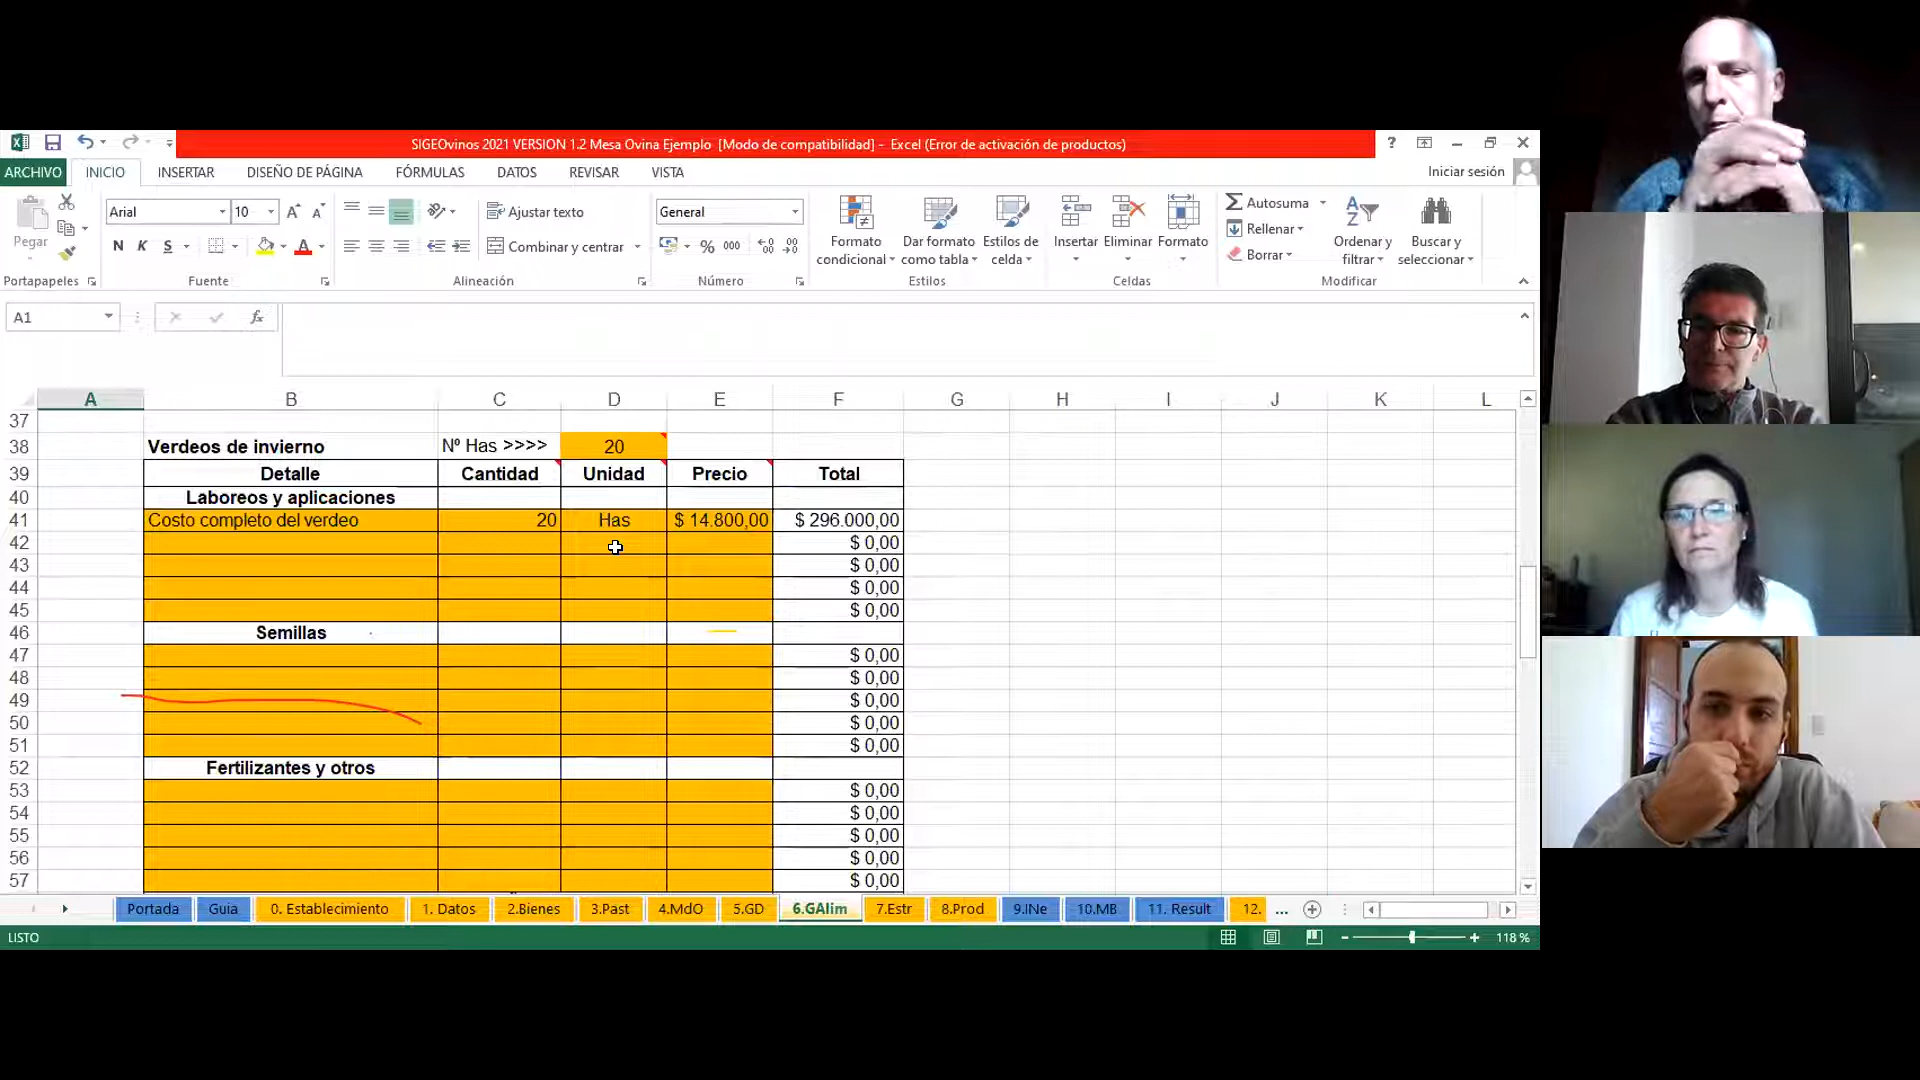 SIGEOvinos 2021 VERSION 1.2 Mesa Ovina Ejemplo [Modo de compatibilidad] - Excel (Error de activación de productos)
ARCHIVO INICIO INSERTAR DISEÑO DE PÁGINA FÓRMULAS DATOS REVISAR VISTA Iniciar sesión
Pegar
Arial 10
N K S
Ajustar texto
Combinar y centrar
General
% 000
Formato condicional
Dar formato como tabla
Estilos de celda
Insertar
Eliminar
Formato
Autosuma
Rellenar
Borrar
Ordenar y filtrar
Buscar y seleccionar
Portapapeles Fuente Alineación Número Estilos Celdas Modificar
A1 fx
A B C D E F G H I J K L
37
38 Verdeos de invierno Nº Has >>>> 20
39 Detalle Cantidad Unidad Precio Total
40 Laboreos y aplicaciones
41 Costo completo del verdeo 20 Has $ 14.800,00 $ 296.000,00
42 $ 0,00
43 $ 0,00
44 $ 0,00
45 $ 0,00
46 Semillas
47 $ 0,00
48 $ 0,00
49 $ 0,00
50 $ 0,00
51 $ 0,00
52 Fertilizantes y otros
53 $ 0,00
54 $ 0,00
55 $ 0,00
56 $ 0,00
57 $ 0,00
Portada Guia 0. Establecimiento 1. Datos 2.Bienes 3.Past 4.MdO 5.GD 6.GAlim 7.Estr 8.Prod 9.INe 10.MB 11. Result 12. ...
LISTO 118 %